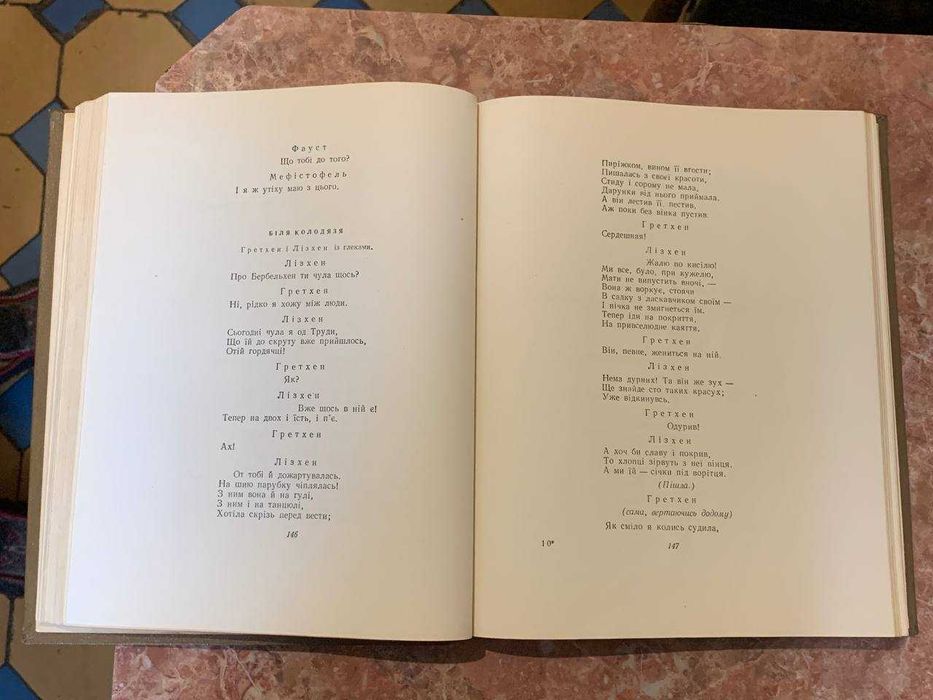 Фауст
Що тобі до того?
Мефістофель
І я ж утіху маю з цього.
БІЛЯ КОЛОДЯЗЯ
Гретхен і Лізхен із глеками.
Лізхен
Про Бербельхен ти чула щось?
Гретхен
Ні, рідко я хожу між люди.
Лізхен
Сьогодні чула я од Труди,
Що їй до скруту вже прийшлось,
Отій гордячці!
Гретхен
Як?
Лізхен
Вже щось в ній є!
Тепер на двох і їсть, і п'є.
Гретхен
Ах!
Лізхен
От тобі й дожартувалась.
На шию парубку чіплялась!
З ним вона й на гулі,
З ним і на танцюлі,
Хотіла скрізь перед вести;
146
Пиріжком, вином її вгости;
Пишалась з своєї красоти,
Стиду і сорому не мала,
Дарунки від нього приймала.
А він лестив її, пестив,
Аж поки без вінка пустив.
Гретхен
Сердешная!
Лізхен
Жалю по кисілю!
Ми все, було, при кужелю,
Мати не випустить вночі, —
Вона ж воркує, стоячи
В садку з ласкавчиком своїм —
І вічка не змигнеться їм.
Тепер іди на покриття,
На привселюдне каяття.
Гретхен
Він, певне, жениться на ній.
Лізхен
Нема дурних! Та він же зух —
Ще знайде сто таких красух;
Уже відкинувсь.
Гретхен
Одурив!
Лізхен
А хоч би славу і покрив,
То хлопці зірвуть з неї вінця,
А ми їй — січка під ворітця.
(Пішла.)
Гретхен
(сама, вертаючись додому)
Як сміло я колись судила,
10*
147